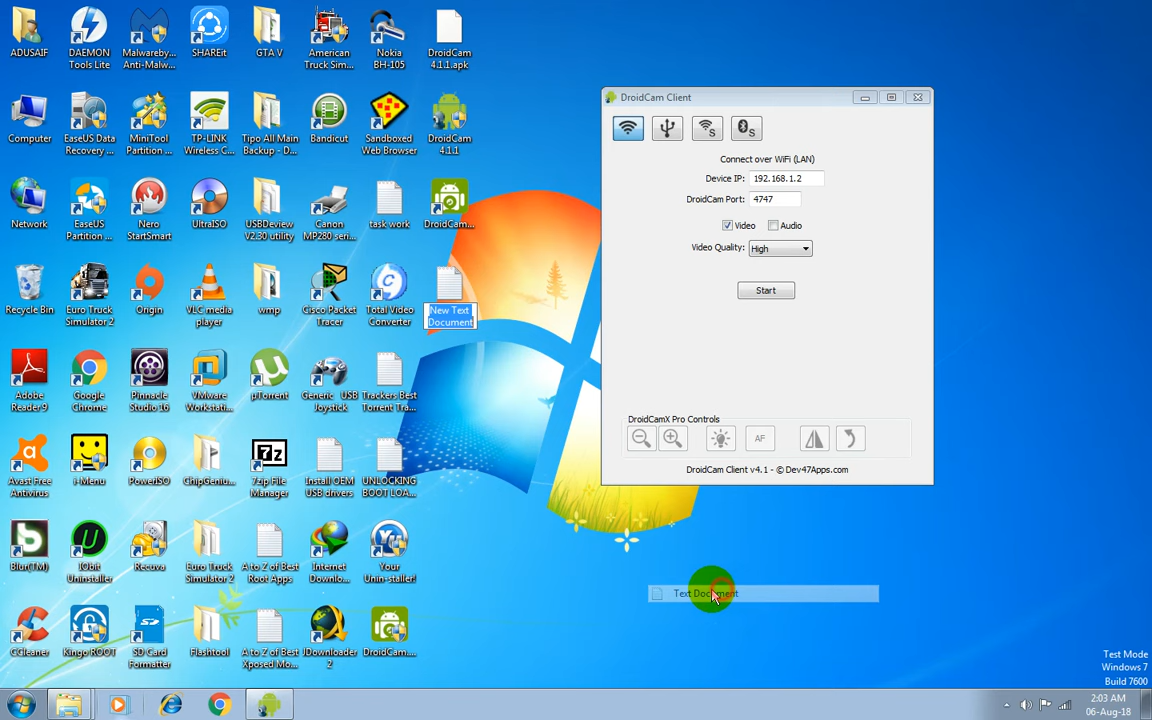 ADUSAIF
DAEMON
Tools Lite
Malwareby...
Anti-Malw...
SHAREit
GTA V
American
Truck Sim...
Nokia
BH-105
DroidCam
4.1.1.apk
Computer
EaseUS Data
Recovery ...
MiniTool
Partition ...
TP-LINK
Wireless C...
Tipo All Main
Backup - D...
Bandicut
Sandboxed
Web Browser
DroidCam
4.1.1
Network
EaseUS
Partition ...
Nero
StartSmart
UltraISO
USBDeview
V2.30 utility
Canon
MP280 seri...
task work
DroidCam...
Recycle Bin
Euro Truck
Simulator 2
Origin
VLC media
player
wmp
Cisco Packet
Tracer
Total Video
Converter
New Text
Document
Adobe
Reader 9
Google
Chrome
Pinnacle
Studio 16
VMware
Workstati...
µTorrent
Generic USB
Joystick
Trackers Best
Torrent Tra...
Avast Free
Antivirus
i-Menu
PowerISO
ChipGeniu...
7z
7zip File
Manager
Install OEM
USB drivers
UNLOCKING
BOOT LOA...
Blur(TM)
IObit
Uninstaller
Recuva
Euro Truck
Simulator 2
A to Z of Best
Root Apps
Internet
Downlo...
Your
Unin-staller!
CCleaner
Kingo ROOT
SD Card
Formatter
Flashtool
A to Z of Best
Xposed Mo...
JDownloader
2
DroidCam....
DroidCam Client
Connect over WiFi (LAN)
Device IP: 192.168.1.2
DroidCam Port: 4747
Video Audio
Video Quality: High
Start
DroidCamX Pro Controls
AF
DroidCam Client v4.1 - © Dev47Apps.com
Text Document
Test Mode
Windows 7
Build 7600
2:03 AM
06-Aug-18